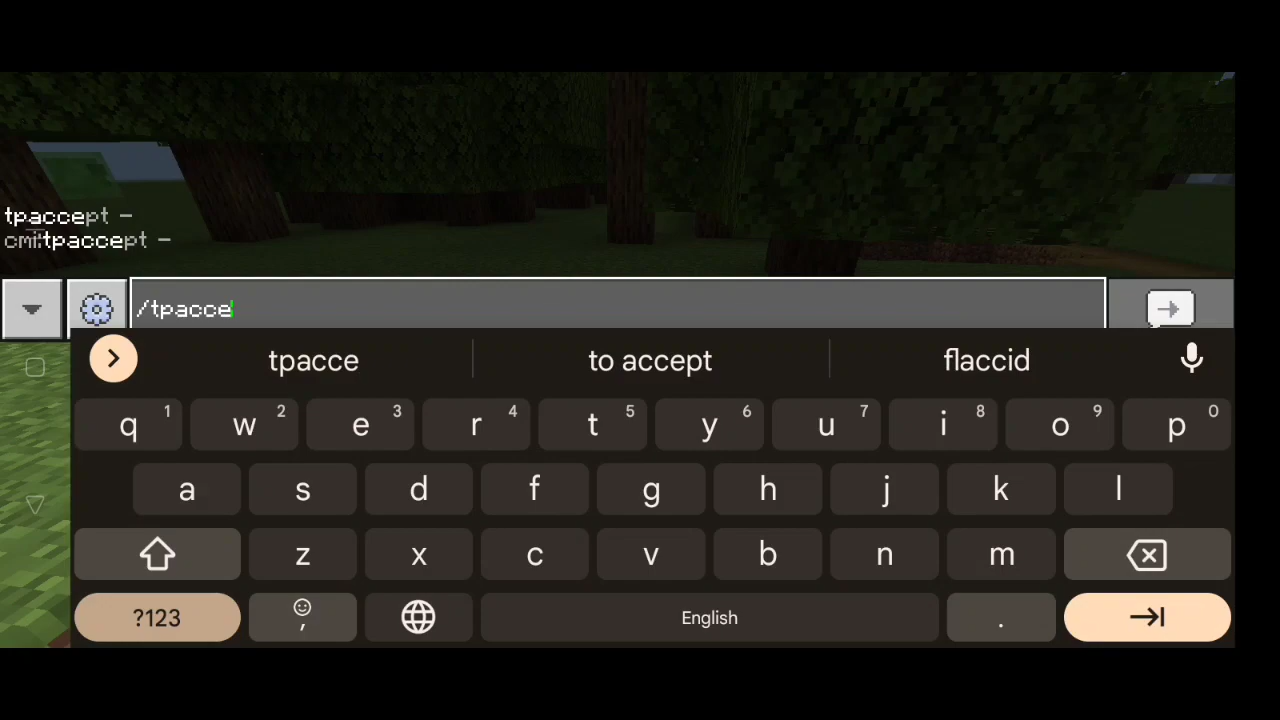 tpaccept -
cmi:tpaccept -
/tpacce
tpacce to accept flaccid
q 1 w 2 e 3 r 4 t 5 y 6 u 7 i 8 o 9 p 0
a s d f g h j k l
z x c v b n m
?123 , English .